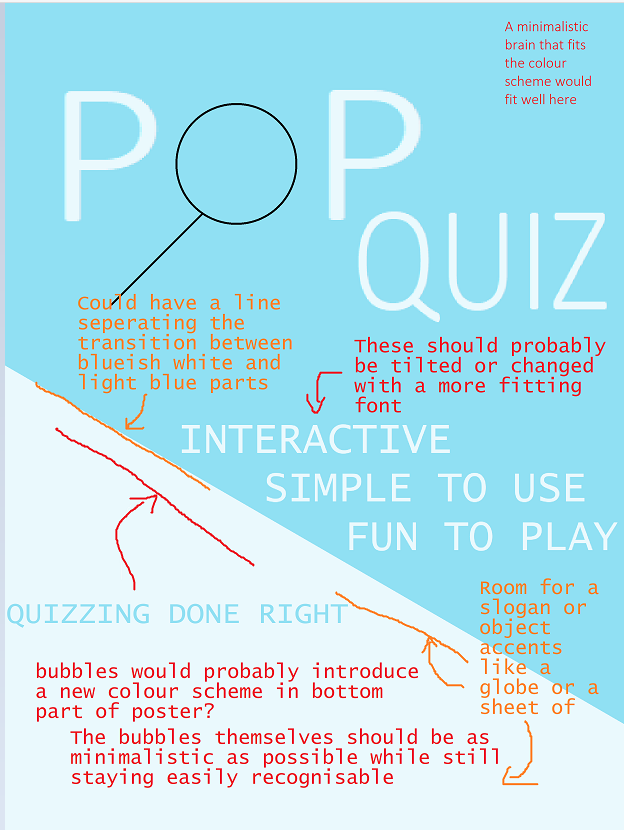 A minimalistic
brain that fits
the colour
scheme would
fit well here
POP
QUIZ
Could have a line
seperating the
transition between
blueish white and
light blue parts
These should probably
be tilted or changed
with a more fitting
font
INTERACTIVE
SIMPLE TO USE
FUN TO PLAY
QUIZZING DONE RIGHT
Room for a
slogan or
object
accents
like a
globe or a
sheet of
bubbles would probably introduce
a new colour scheme in bottom
part of poster?
The bubbles themselves should be as
minimalistic as possible while still
staying easily recognisable